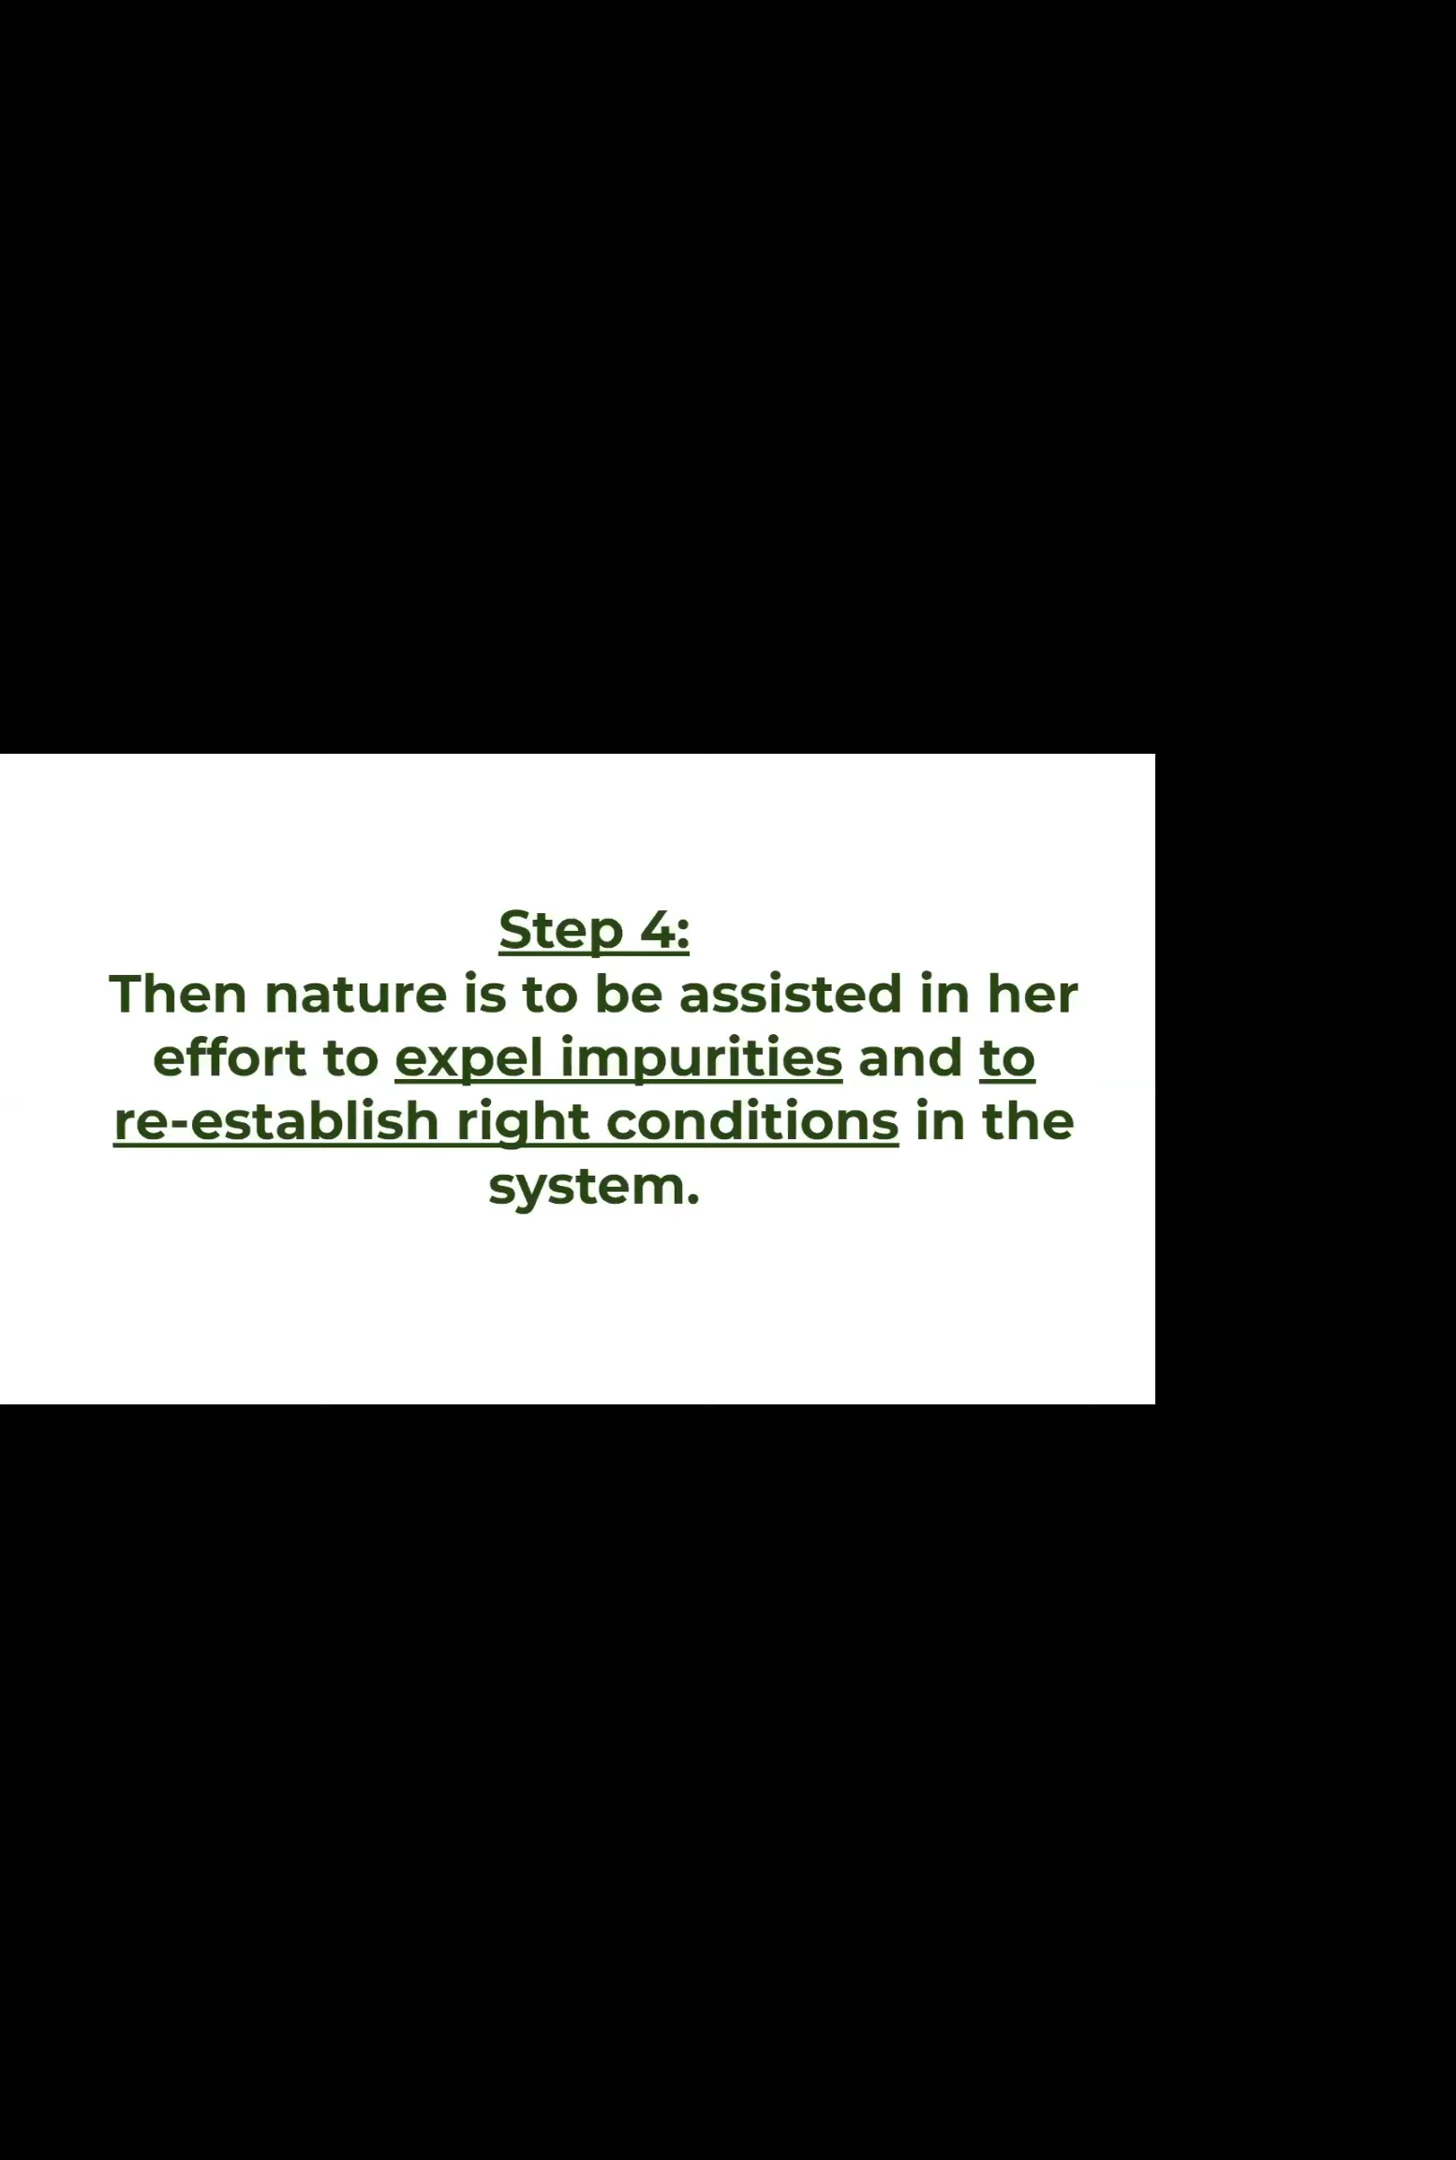 Step 4:
Then nature is to be assisted in her
effort to expel impurities and to
re-establish right conditions in the
system.